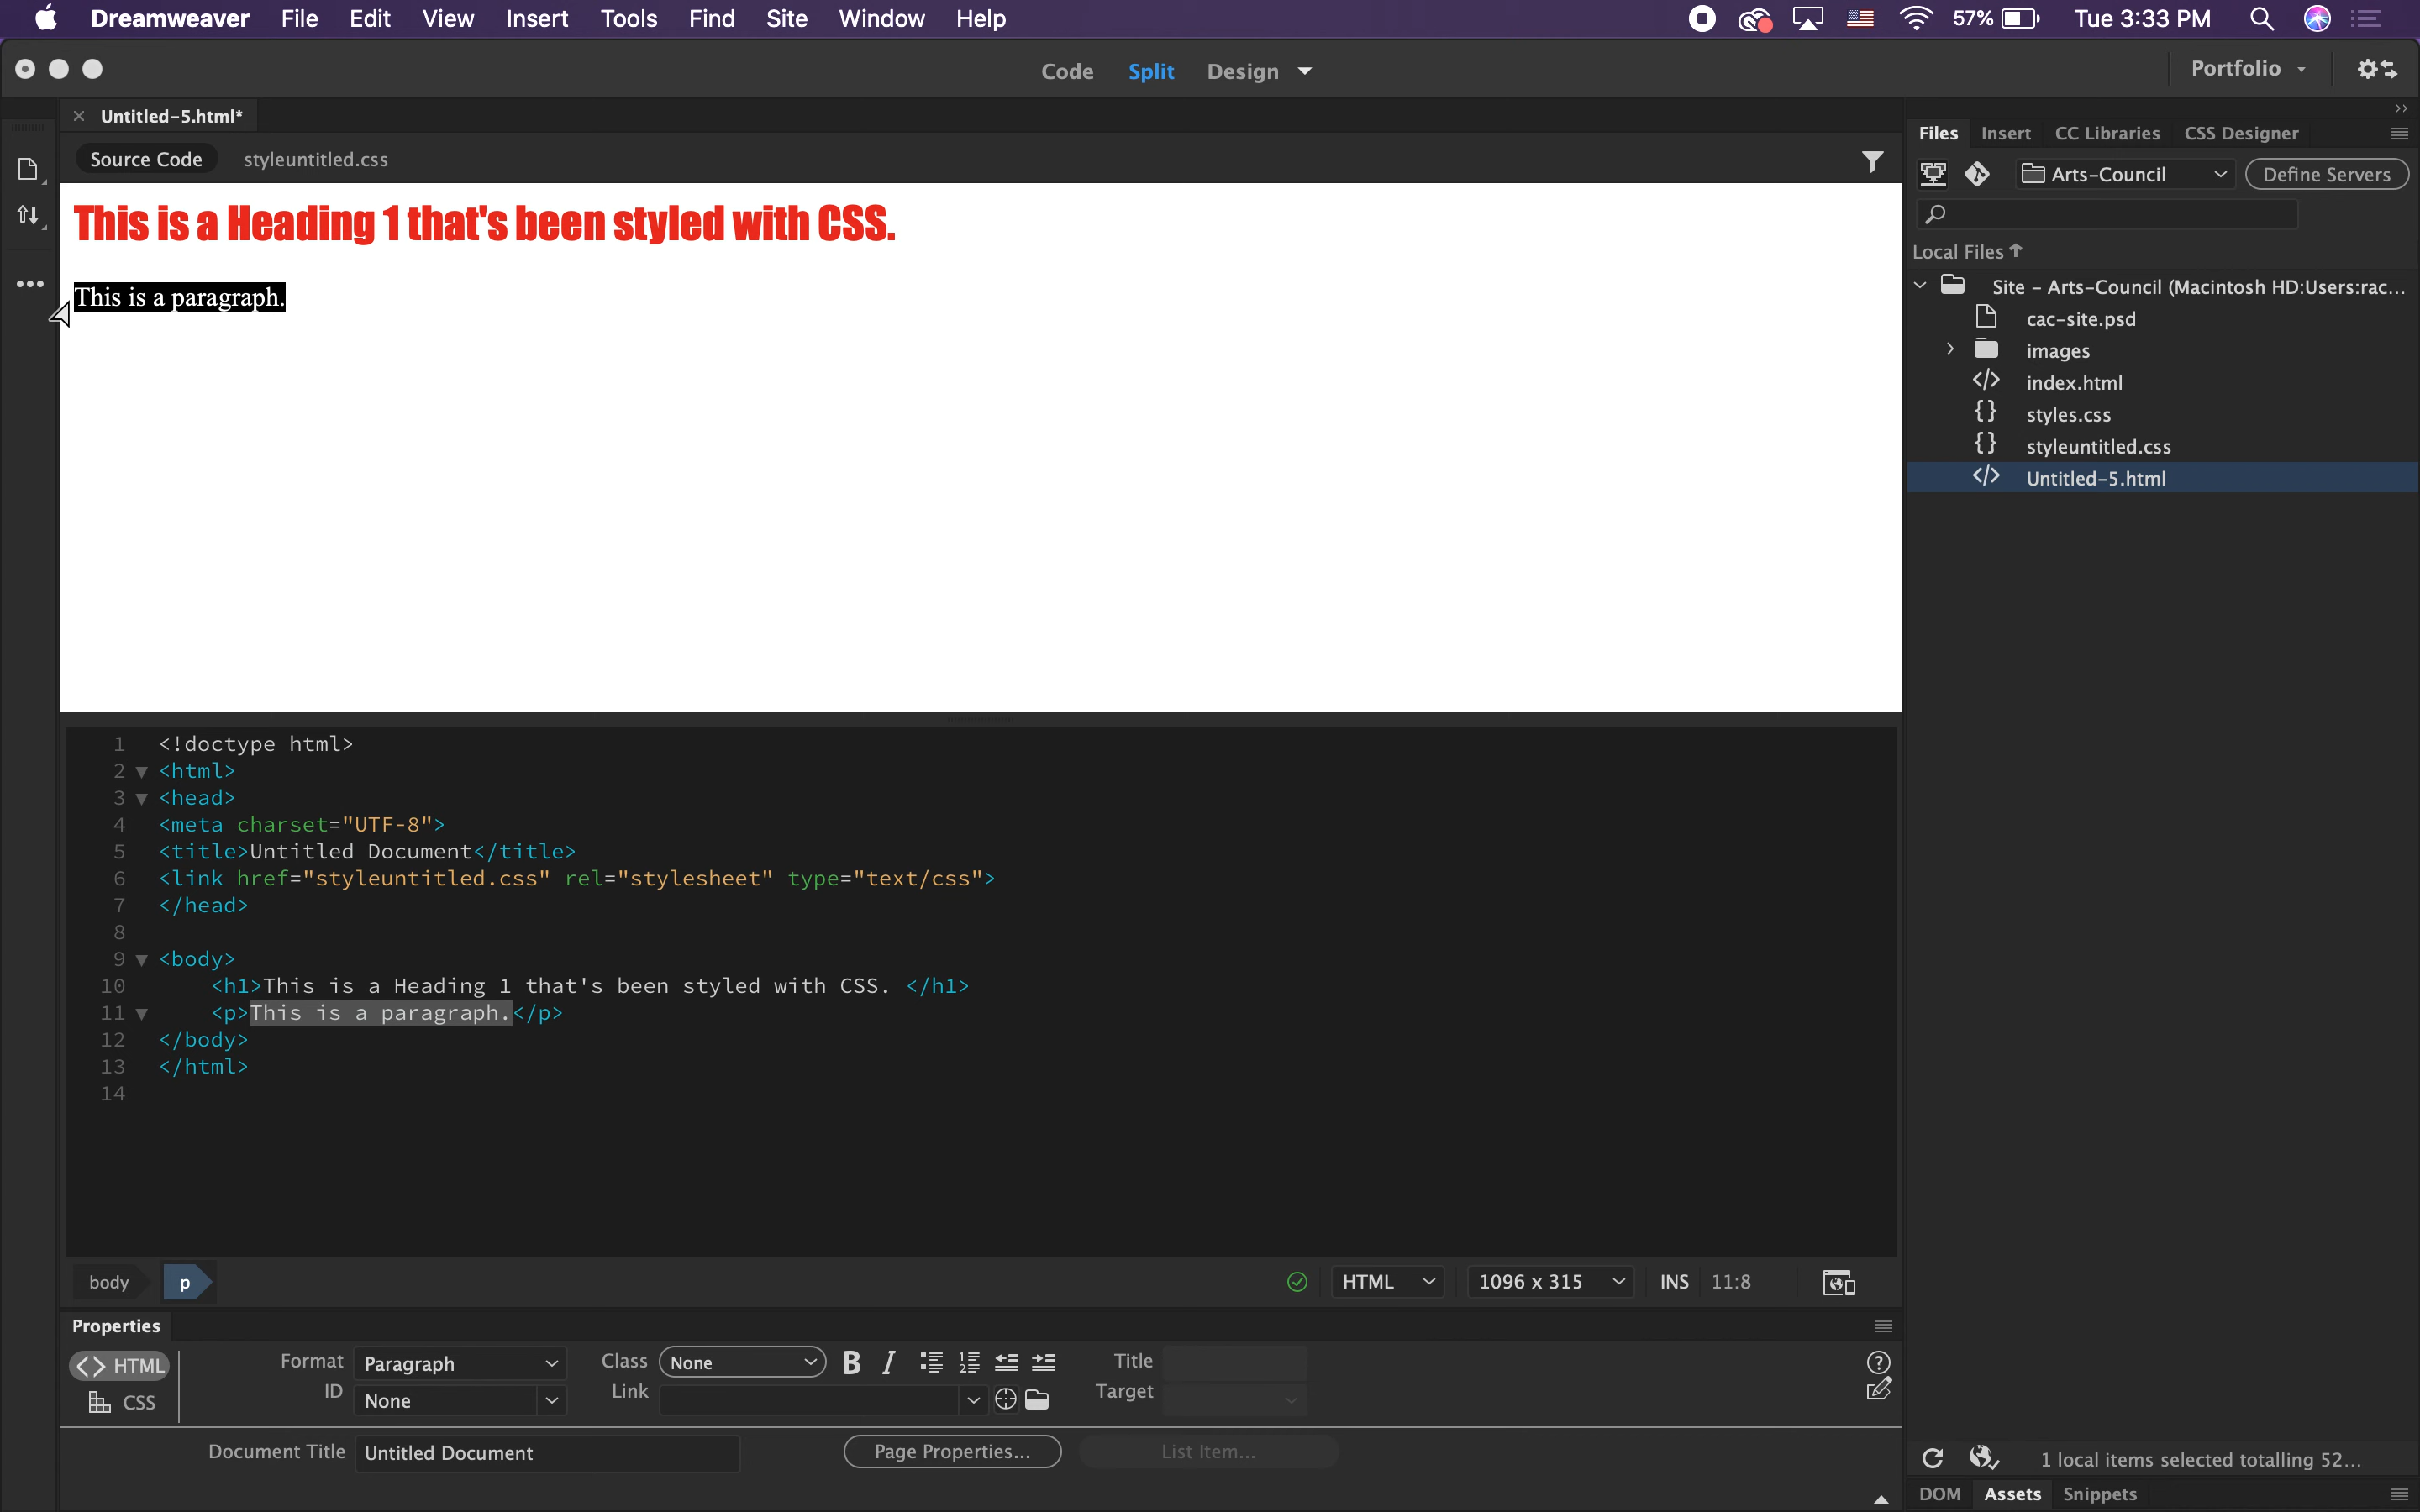 Dreamweaver File Edit View Insert Tools Find Site Window Help 57% Tue 3:33 PM
Code Split Design Portfolio
Untitled-5.html*
Source Code styleuntitled.css
This is a Heading 1 that's been styled with CSS.
This is a paragraph.
1 <!doctype html>
2 <html>
3 <head>
4 <meta charset="UTF-8">
5 <title>Untitled Document</title>
6 <link href="styleuntitled.css" rel="stylesheet" type="text/css">
7 </head>
8
9 <body>
10 <h1>This is a Heading 1 that's been styled with CSS. </h1>
11 <p>This is a paragraph.</p>
12 </body>
13 </html>
14
body p HTML 1096 x 315 INS 11:8
Properties
<> HTML Format Paragraph Class None B I Title
CSS ID None Link Target
Document Title Untitled Document Page Properties... List Item...
Files Insert CC Libraries CSS Designer
Arts-Council Define Servers
Local Files
Site - Arts-Council (Macintosh HD:Users:rac...
cac-site.psd
images
</> index.html
{} styles.css
{} styleuntitled.css
</> Untitled-5.html
1 local items selected totalling 52...
DOM Assets Snippets